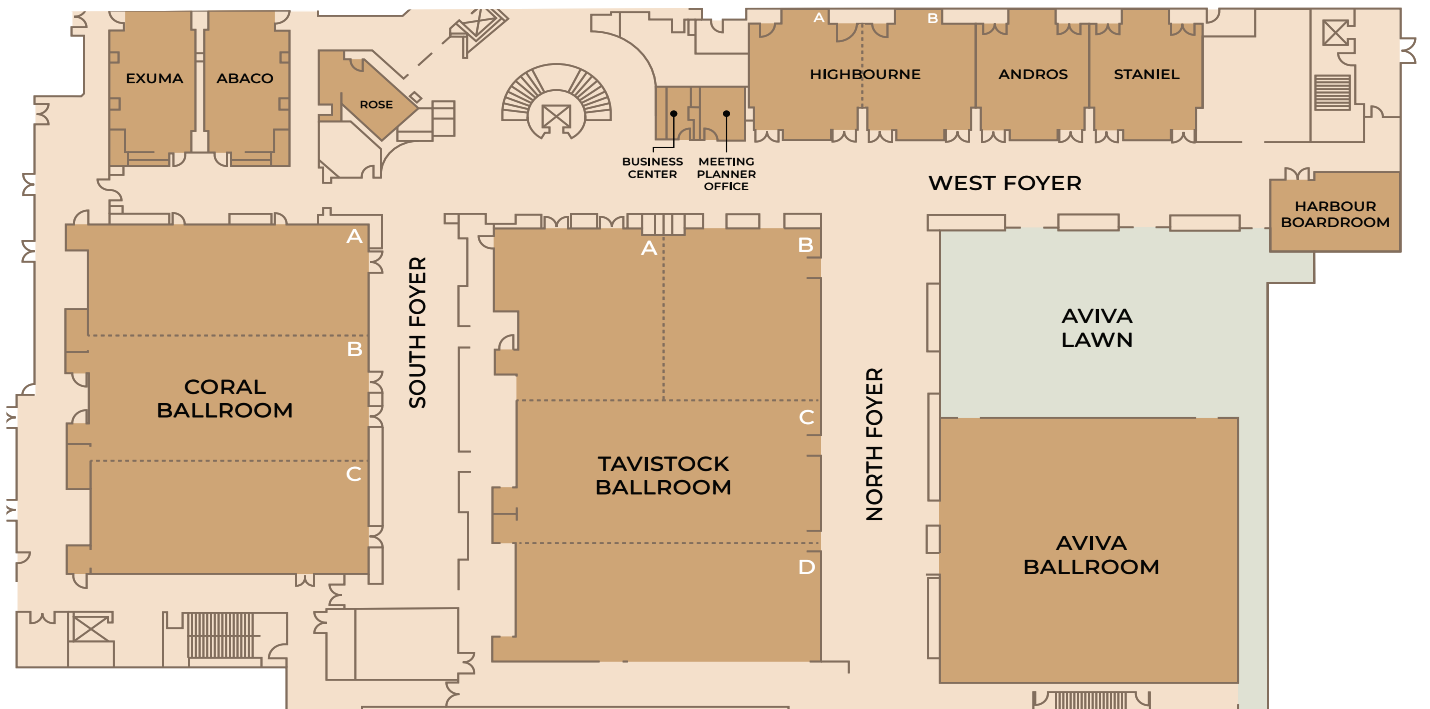 A
B
EXUMA
ABACO
ROSE
HIGHBOURNE
ANDROS
STANIEL
BUSINESS
CENTER
MEETING
PLANNER
OFFICE
WEST FOYER
HARBOUR
BOARDROOM
A
B
C
CORAL
BALLROOM
SOUTH FOYER
A
B
C
D
TAVISTOCK
BALLROOM
NORTH FOYER
AVIVA
LAWN
AVIVA
BALLROOM